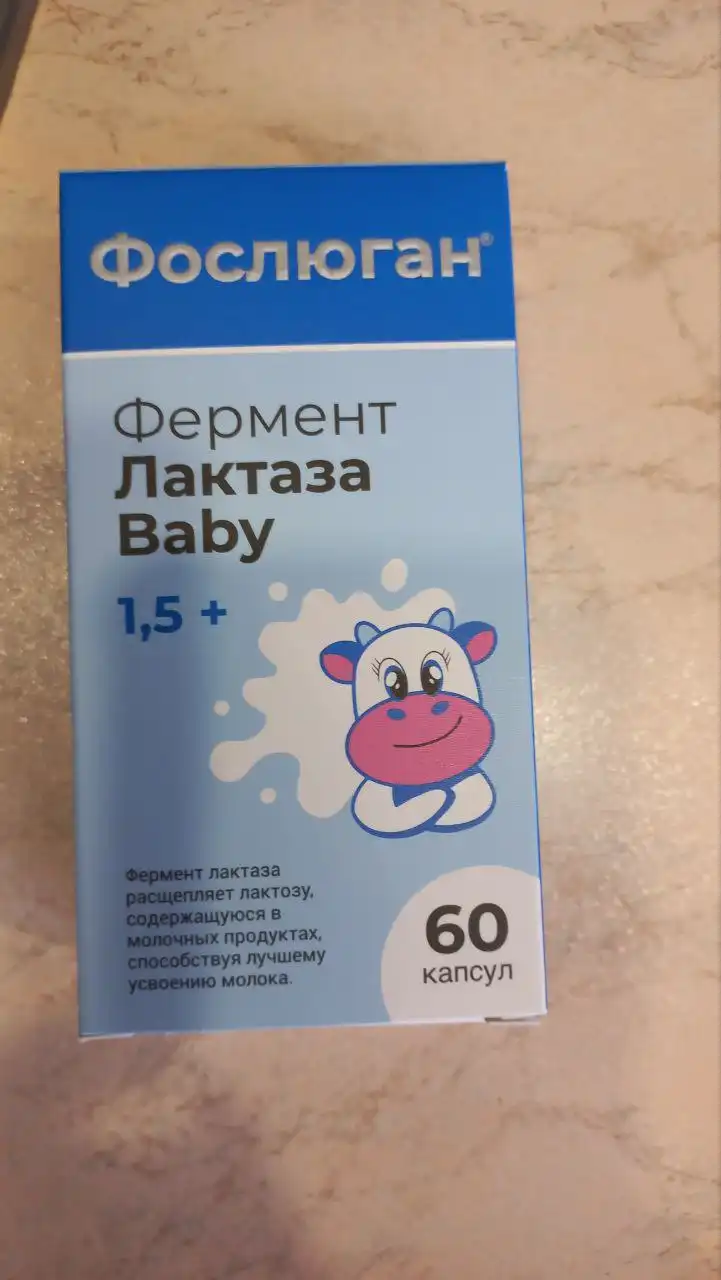 Фослюган®
Фермент
Лактаза
Baby
1,5 +
Фермент лактаза
расщепляет лактозу,
содержащуюся в
молочных продуктах,
способствуя лучшему
усвоению молока.
60
капсул